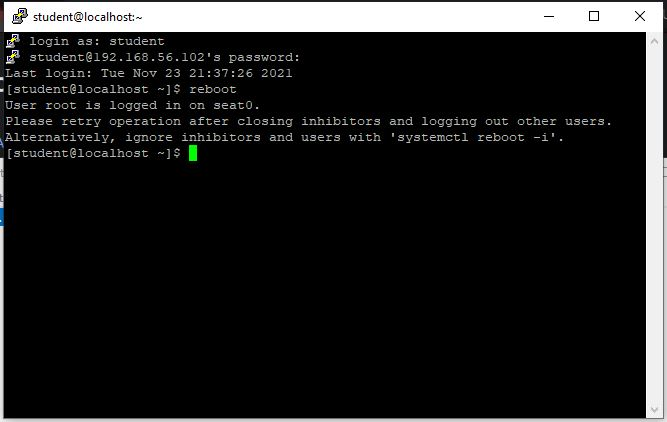 student@localhost:~
login as: student
student@192.168.56.102's password:
Last login: Tue Nov 23 21:37:26 2021
[student@localhost ~]$ reboot
User root is logged in on seat0.
Please retry operation after closing inhibitors and logging out other users.
Alternatively, ignore inhibitors and users with 'systemctl reboot -i'.
[student@localhost ~]$